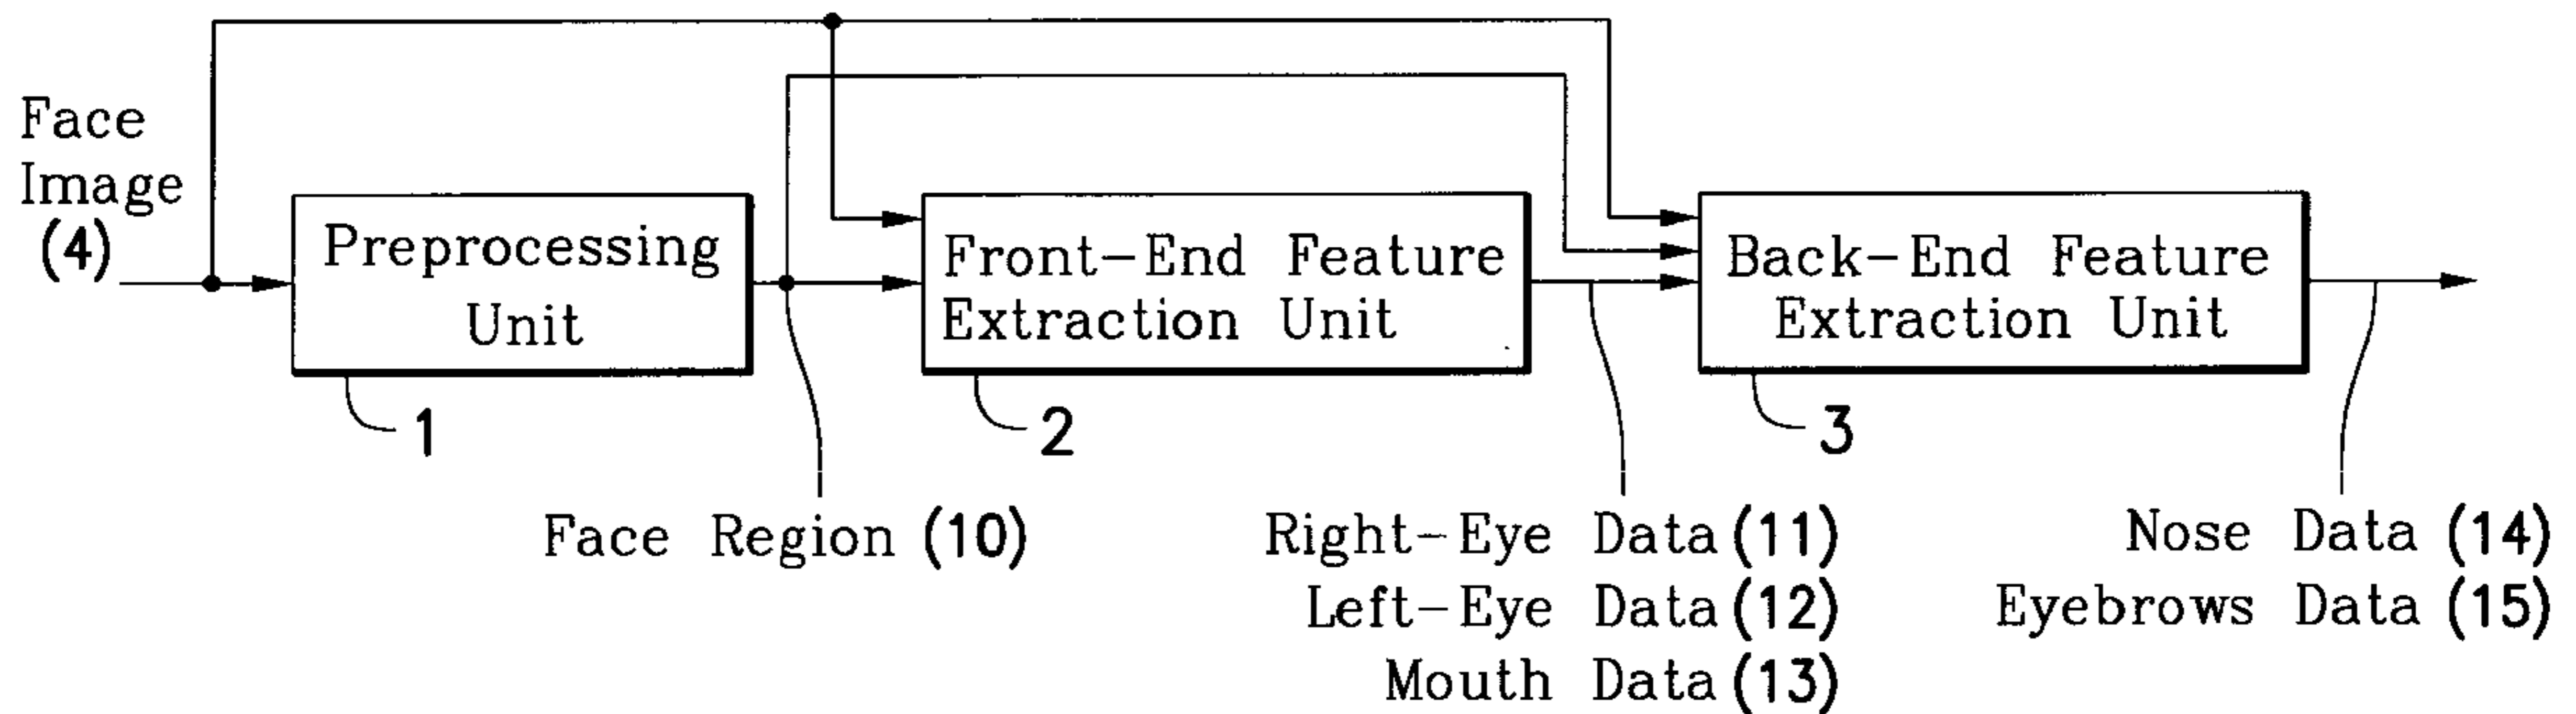 Face
Image
(4)
Preprocessing
Unit
Front-End Feature
Extraction Unit
Back-End Feature
Extraction Unit
1
2
3
Face Region (10)
Right-Eye Data (11)
Left-Eye Data (12)
Mouth Data (13)
Nose Data (14)
Eyebrows Data (15)